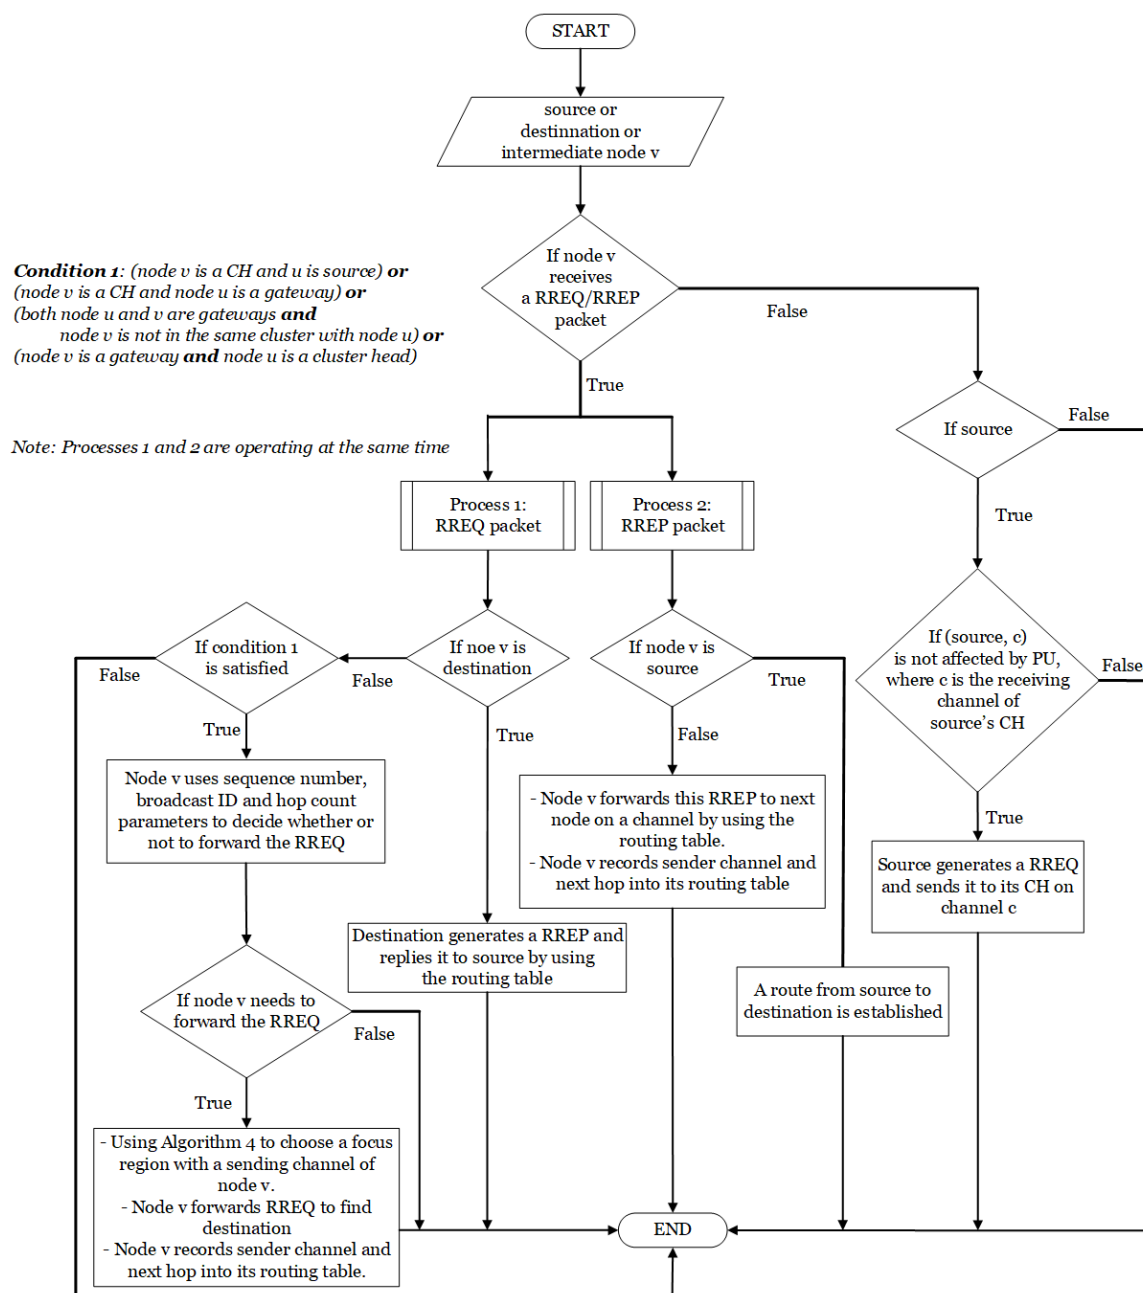 START
source or
destinnation or
intermediate node v
If node v
receives
a RREQ/RREP
packet
False
True
Condition 1: (node v is a CH and u is source) or
(node v is a CH and node u is a gateway) or
(both node u and v are gateways and
node v is not in the same cluster with node u) or
(node v is a gateway and node u is a cluster head)
Note: Processes 1 and 2 are operating at the same time
If source
False
True
Process 1:
RREQ packet
Process 2:
RREP packet
If condition 1
is satisfied
False
True
If noe v is
destination
False
True
If node v is
source
True
False
If (source, c)
is not affected by PU,
where c is the receiving
channel of
source's CH
False
True
Node v uses sequence number,
broadcast ID and hop count
parameters to decide whether or
not to forward the RREQ
- Node v forwards this RREP to next
node on a channel by using the
routing table.
- Node v records sender channel and
next hop into its routing table
Source generates a RREQ
and sends it to its CH on
channel c
Destination generates a RREP and
replies it to source by using
the routing table
A route from source to
destination is established
If node v needs to
forward the RREQ
False
True
- Using Algorithm 4 to choose a focus
region with a sending channel of
node v.
- Node v forwards RREQ to find
destination
- Node v records sender channel and
next hop into its routing table.
END